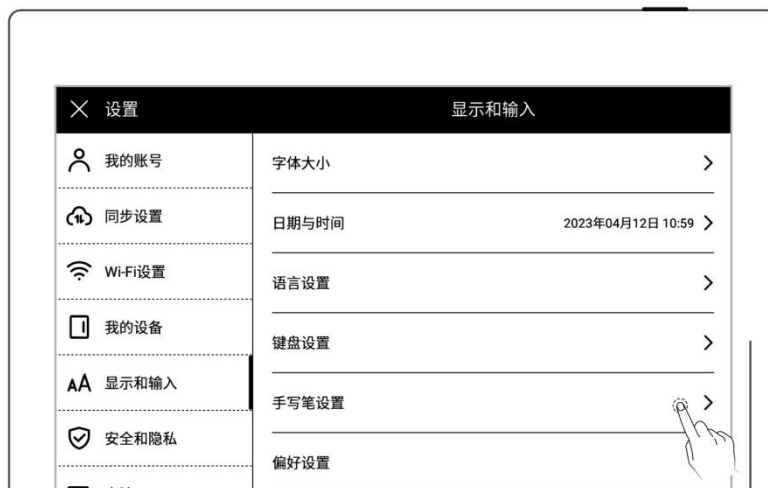 设置
显示和输入
我的账号
同步设置
Wi-Fi设置
我的设备
AA 显示和输入
安全和隐私
字体大小
日期与时间 2023年04月12日 10:59
语言设置
键盘设置
手写笔设置
偏好设置